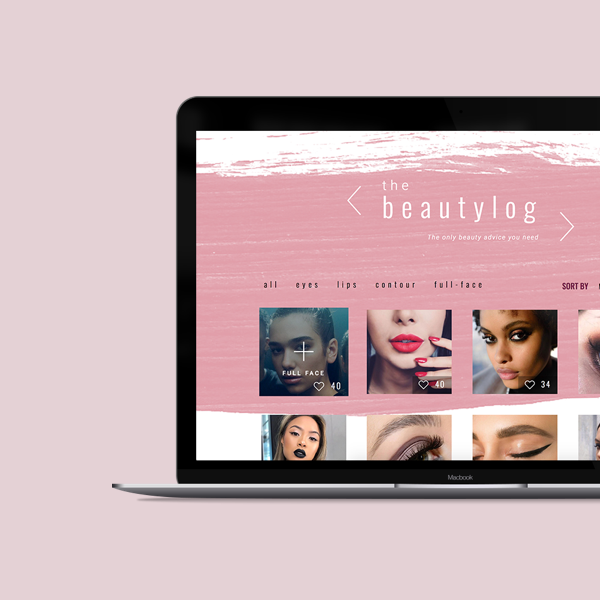 the
beautylog
The only beauty advice you need
all eyes lips contour full-face
SORT BY
FULL FACE
40
40
34
Macbook